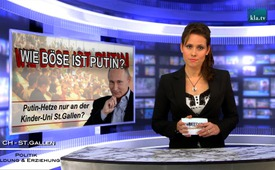 kla.tv
WIE BÖSE IST PUTIN?
Putin-Hetze nur an der
Kinder-Uni St.Gallen?
CH - ST.GALLEN
POLITIK
BILDUNG & ERZIEHUNG